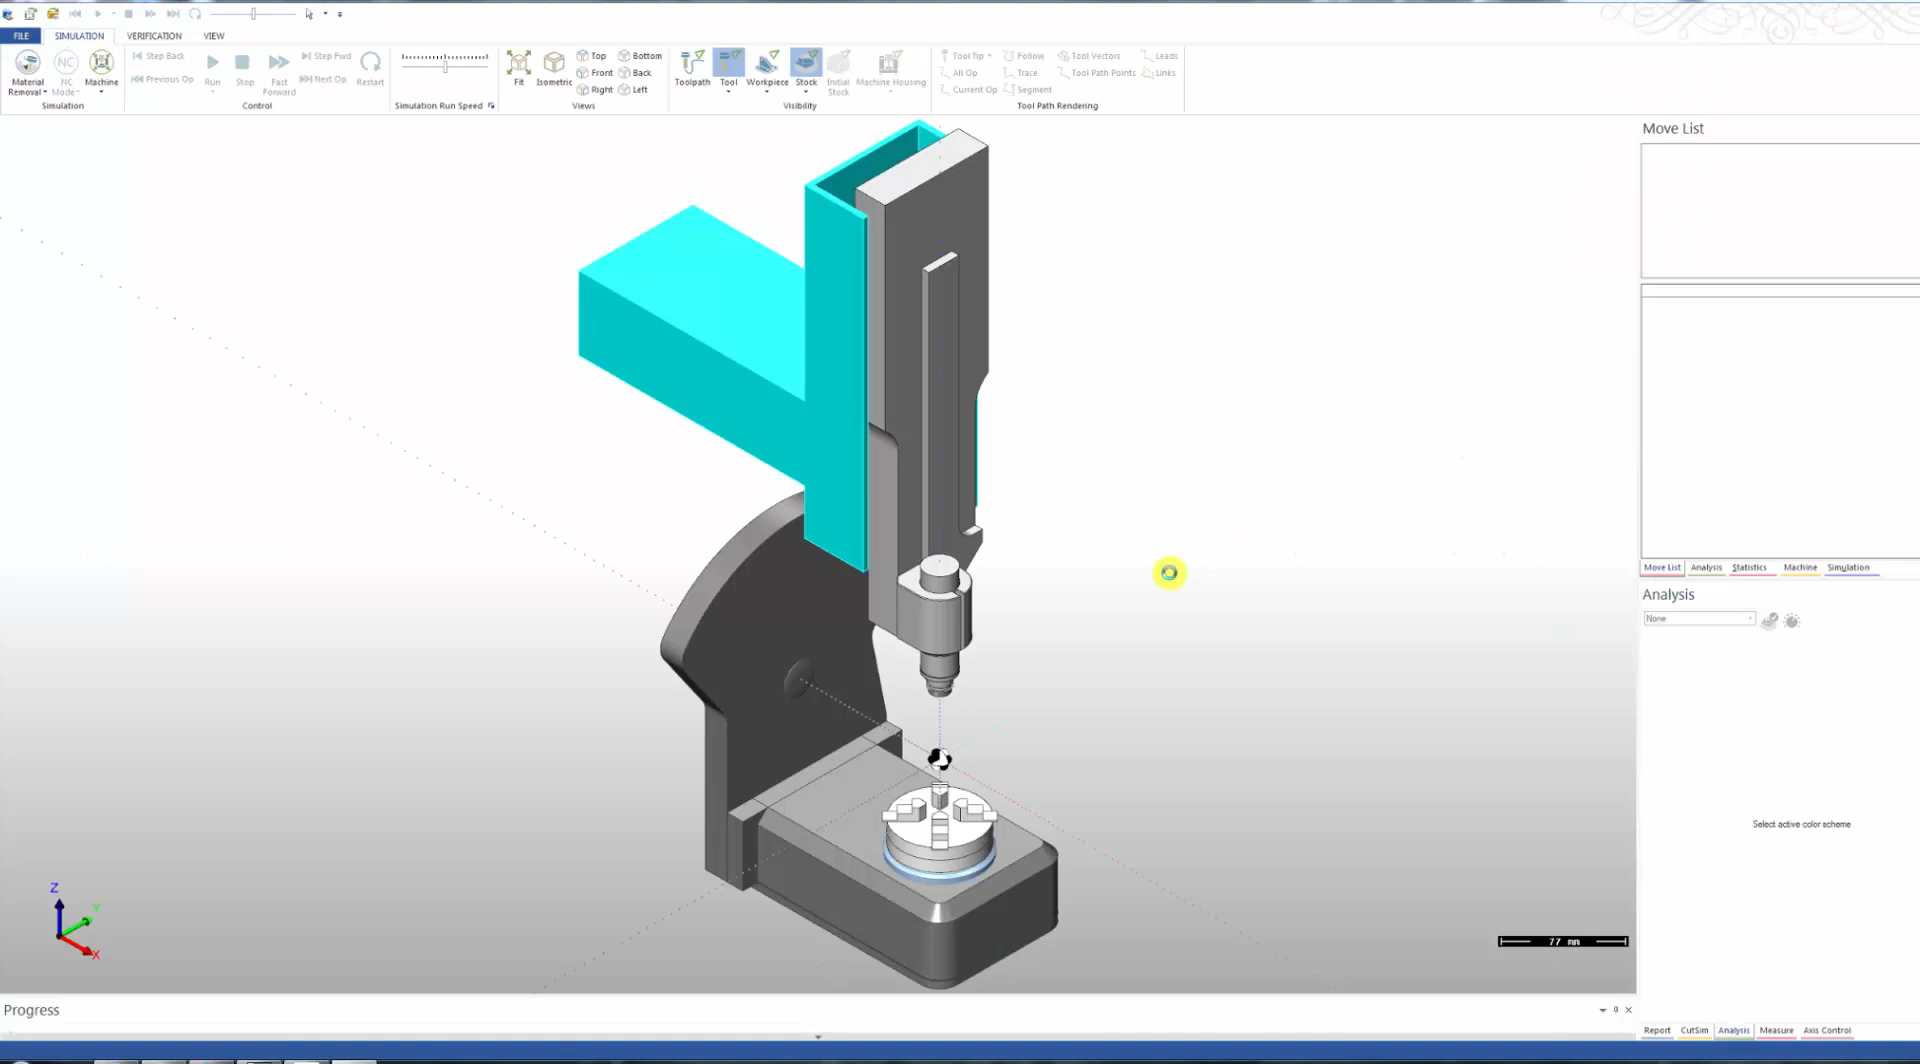 FILE SIMULATION VERIFICATION VIEW
Step Back Step Fwd Top Bottom Tool Tip Follow Tool Vectors Leads
Previous Op Next Op Front Back All Op Trace Tool Path Points Links
Right Left Current Op Segment
Material Removal NC Mode Machine Run Stop Fast Forward Restart Fit Isometric Toolpath Tool Workpiece Stock Initial Stock Machine Housing
Simulation Control Simulation Run Speed Views Visibility Tool Path Rendering
Move List
Move List Analysis Statistics Machine Simulation
Analysis
None
Select active color scheme
Z
Y
X
77 mm
Progress
Report CutSim Analysis Measure Axis Control